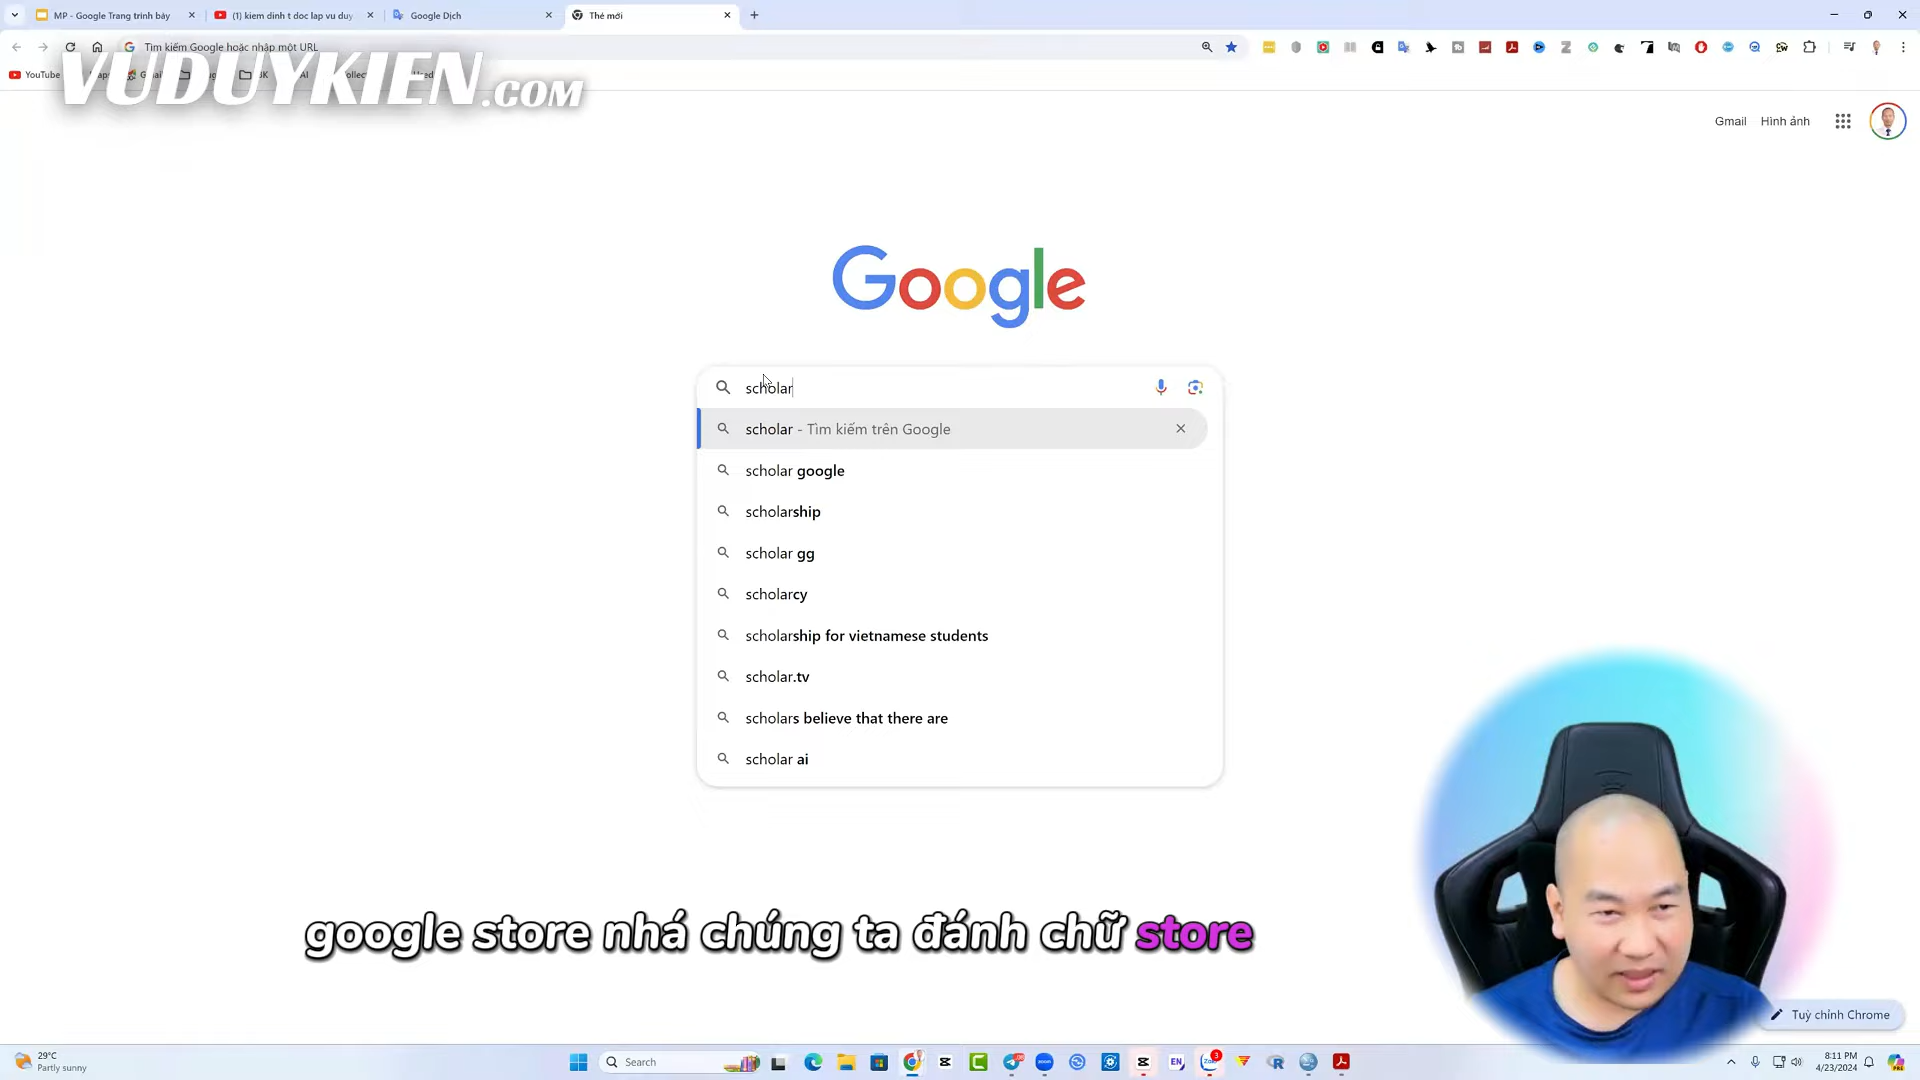 MP - Google Trang trình bày
(1) kiem dinh t doc lap vu duy
Google Dịch
Thẻ mới
Tìm kiếm Google hoặc nhập một URL
YouTube
VUDUYKIEN.COM
Gmail
Hình ảnh
Google
scholar
scholar - Tìm kiếm trên Google
scholar google
scholarship
scholar gg
scholarcy
scholarship for vietnamese students
scholar.tv
scholars believe that there are
scholar ai
google store nhá chúng ta đánh chữ store
Tuỳ chỉnh Chrome
29°C
Partly sunny
Search
EN
8:11 PM
4/23/2024